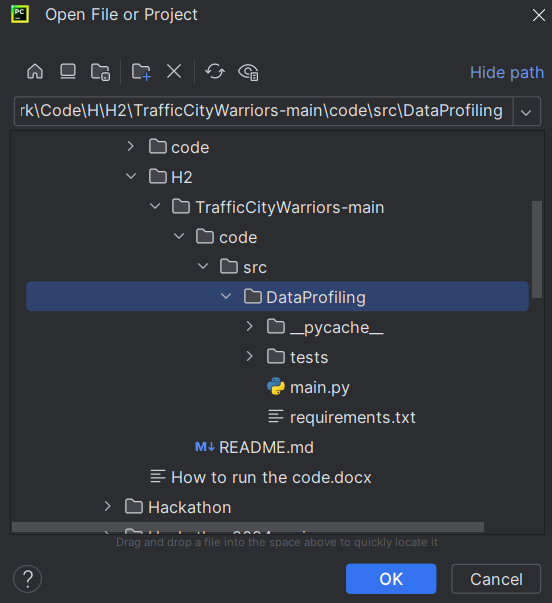 PC
Open File or Project
Hide path
rk\Code\H\H2\TrafficCityWarriors-main\code\src\DataProfiling
code
H2
TrafficCityWarriors-main
code
src
DataProfiling
__pycache__
tests
main.py
requirements.txt
M↓ README.md
How to run the code.docx
Hackathon
Drag and drop a file into the space above to quickly locate it
? OK Cancel